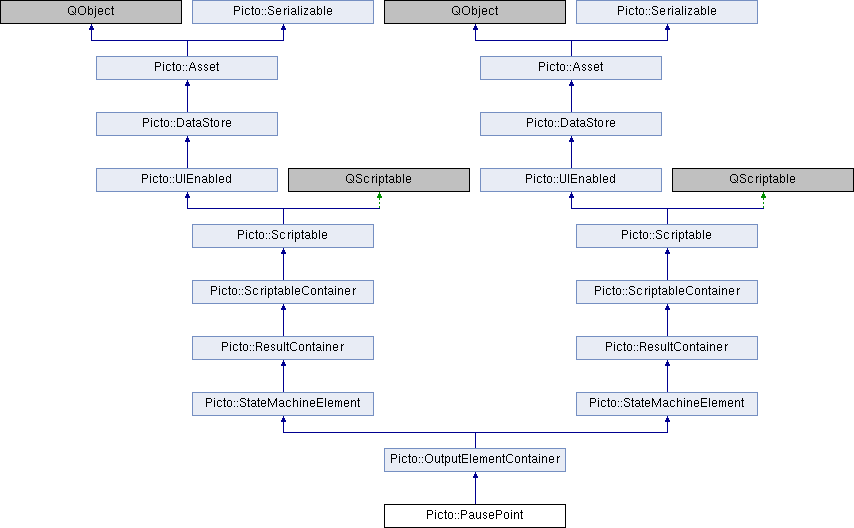 QObject
Picto::Serializable
QObject
Picto::Serializable
Picto::Asset
Picto::Asset
Picto::DataStore
Picto::DataStore
Picto::UIEnabled
QScriptable
Picto::UIEnabled
QScriptable
Picto::Scriptable
Picto::Scriptable
Picto::ScriptableContainer
Picto::ScriptableContainer
Picto::ResultContainer
Picto::ResultContainer
Picto::StateMachineElement
Picto::StateMachineElement
Picto::OutputElementContainer
Picto::PausePoint